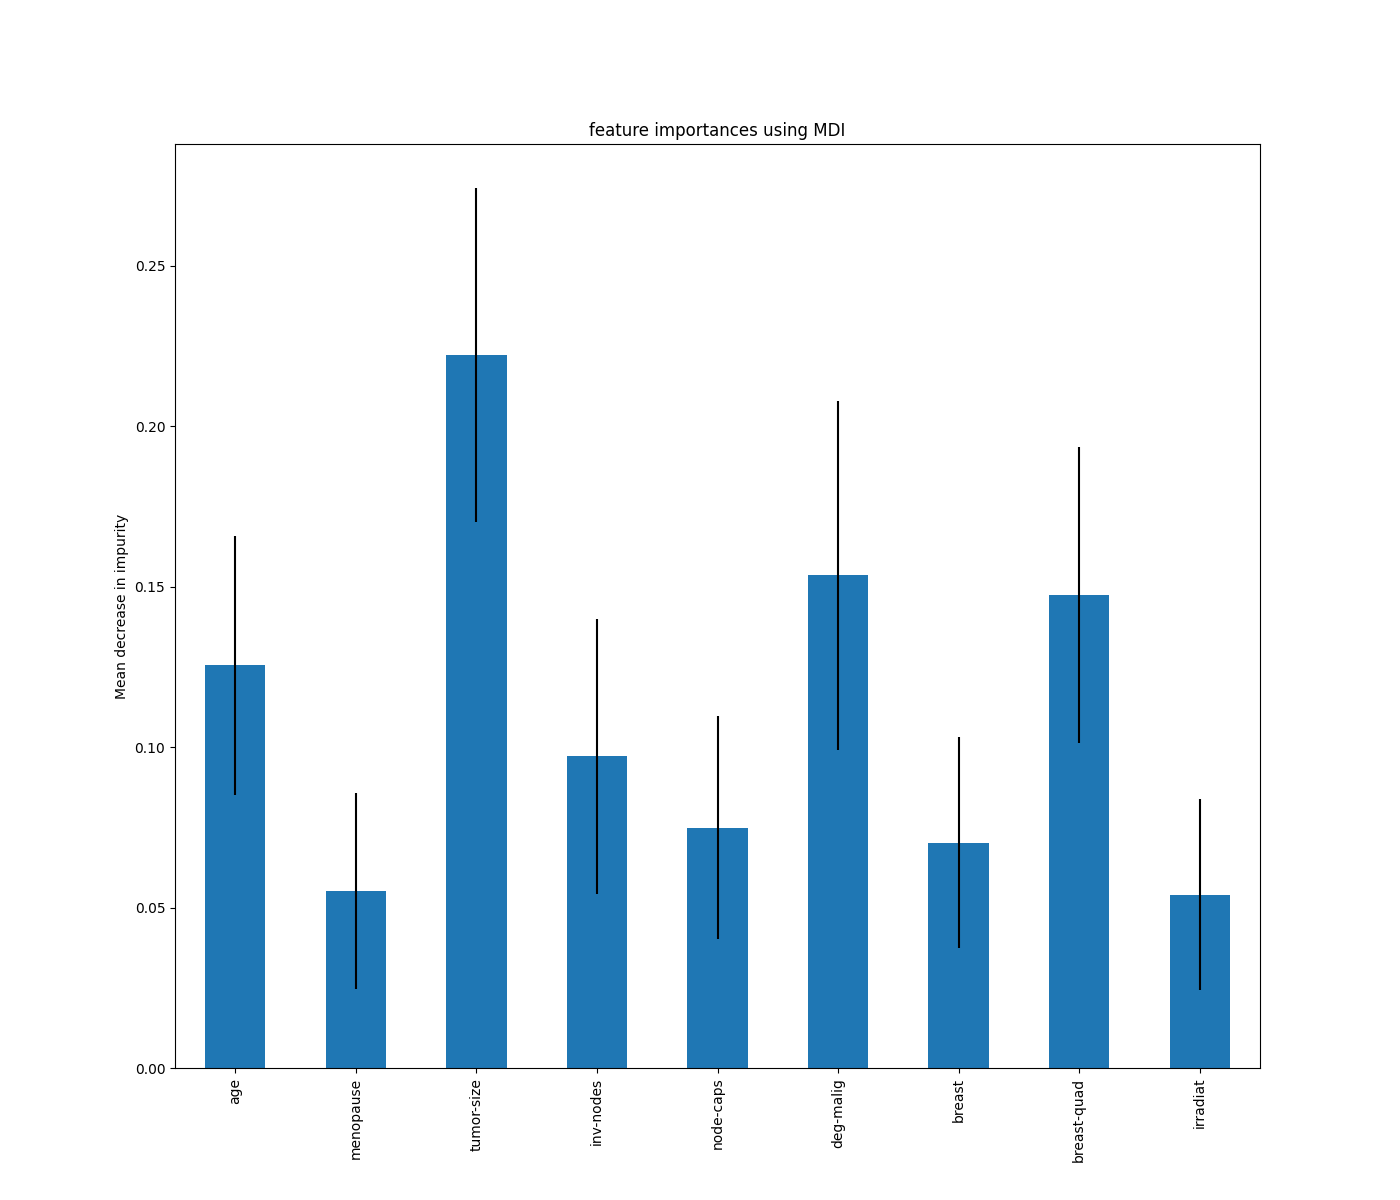 feature importances using MDI
Mean decrease in impurity
0.25
0.20
0.15
0.10
0.05
0.00
age
menopause
tumor-size
inv-nodes
node-caps
deg-malig
breast
breast-quad
irradiat